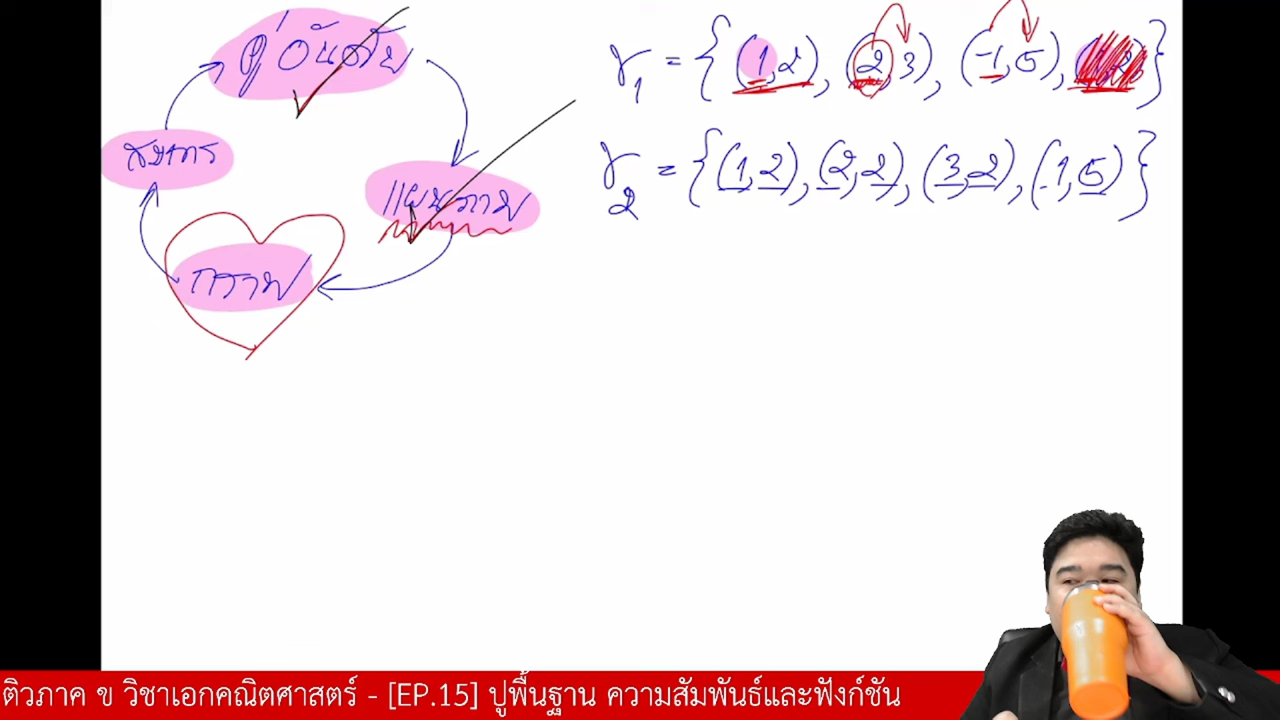 คู่อันดับ
สมการ
แผนภาพ
กราฟ
r₁ = {(1,2), (2,3), (-1,5),
r₂ = {(1,2), (2,2), (3,2), (-1,5)}
ติวภาค ข วิชาเอกคณิตศาสตร์ - [EP.15] ปูพื้นฐาน ความสัมพันธ์และฟังก์ชัน